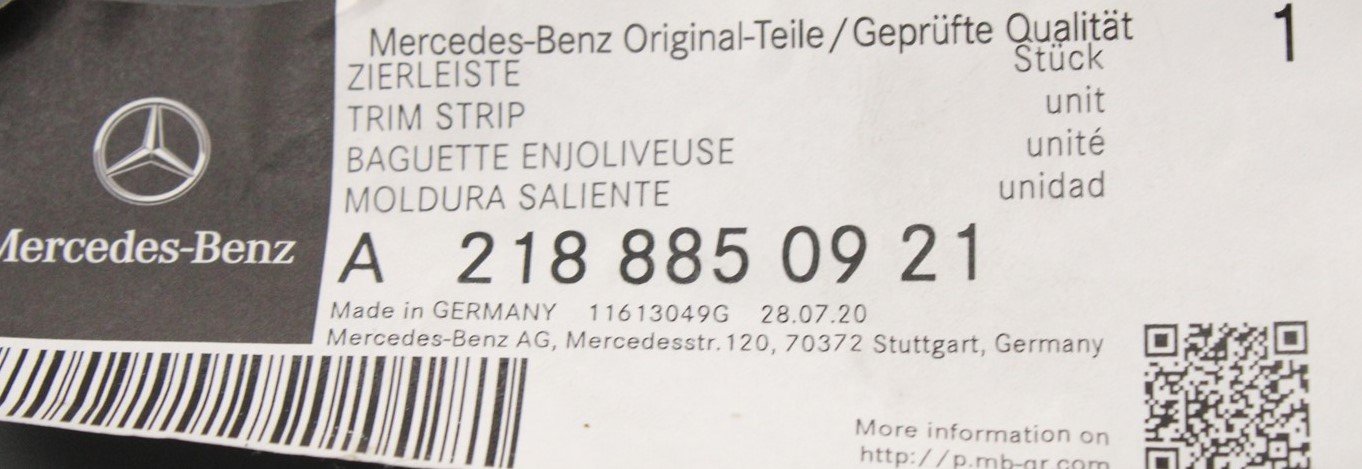 Mercedes-Benz Original-Teile/Geprüfte Qualität 1
ZIERLEISTE Stück
TRIM STRIP unit
BAGUETTE ENJOLIVEUSE unité
MOLDURA SALIENTE unidad
Mercedes-Benz
A 218 885 09 21
Made in GERMANY 11613049G 28.07.20
Mercedes-Benz AG, Mercedesstr.120, 70372 Stuttgart, Germany
More information on
http://p.mb-qr.com